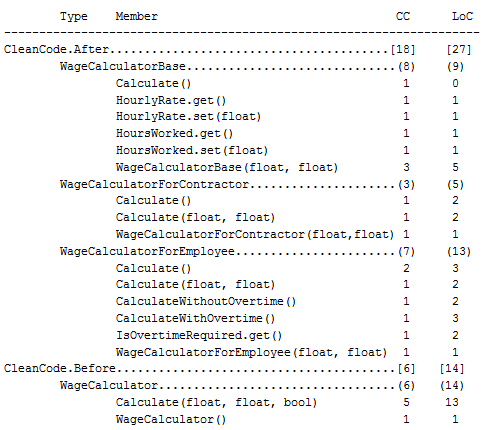 Type    Member                                  CC      LoC
--------------------------------------------------------------------
CleanCode.After........................................[18]    [27]
        WageCalculatorBase..............................(8)     (9)
                Calculate()                             1       0
                HourlyRate.get()                        1       1
                HourlyRate.set(float)                   1       1
                HoursWorked.get()                       1       1
                HoursWorked.set(float)                  1       1
                WageCalculatorBase(float, float)        3       5
        WageCalculatorForContractor.....................(3)     (5)
                Calculate()                             1       2
                Calculate(float, float)                 1       2
                WageCalculatorForContractor(float,float) 1      1
        WageCalculatorForEmployee.......................(7)     (13)
                Calculate()                             2       3
                Calculate(float, float)                 1       2
                CalculateWithoutOvertime()              1       2
                CalculateWithOvertime()                 1       3
                IsOvertimeRequired.get()                1       2
                WageCalculatorForEmployee(float, float) 1       1
CleanCode.Before........................................[6]    [14]
        WageCalculator..................................(6)     (14)
                Calculate(float, float, bool)           5       13
                WageCalculator()                        1       1